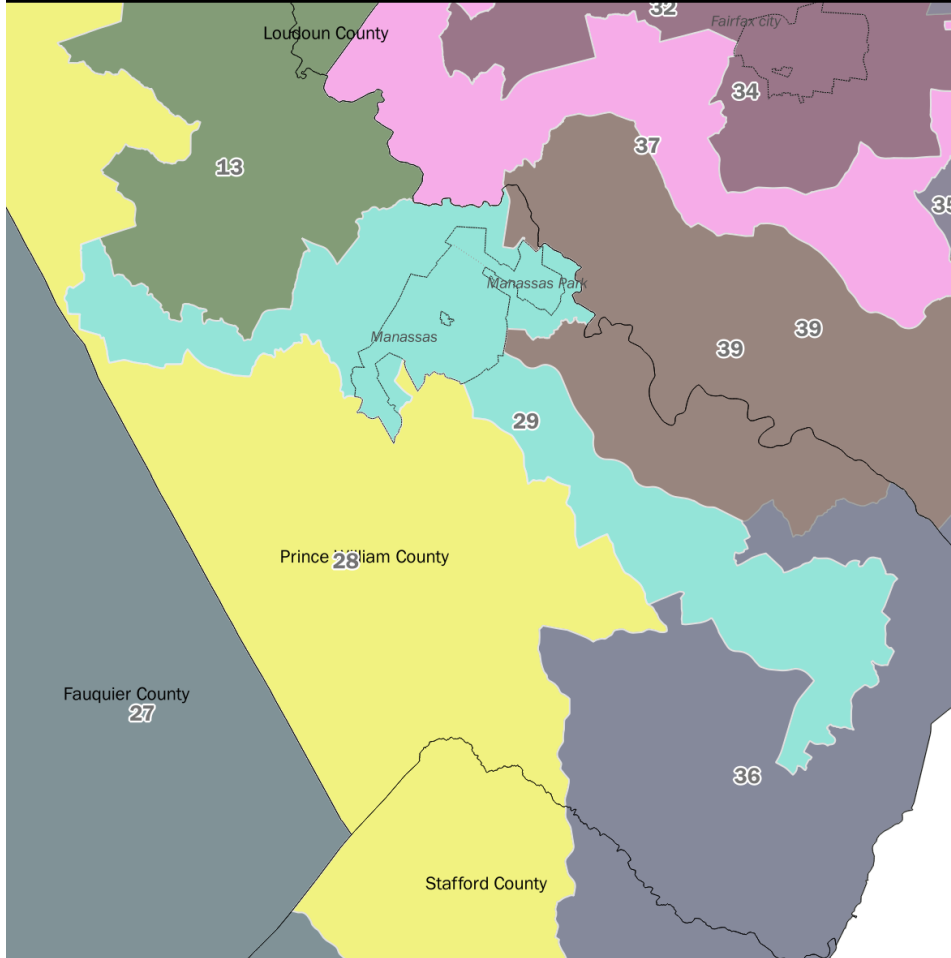 32
Fairfax city
Loudoun County
34
37
13
35
Manassas Park
39
39
Manassas
29
Prince William County
28
Fauquier County
27
36
Stafford County